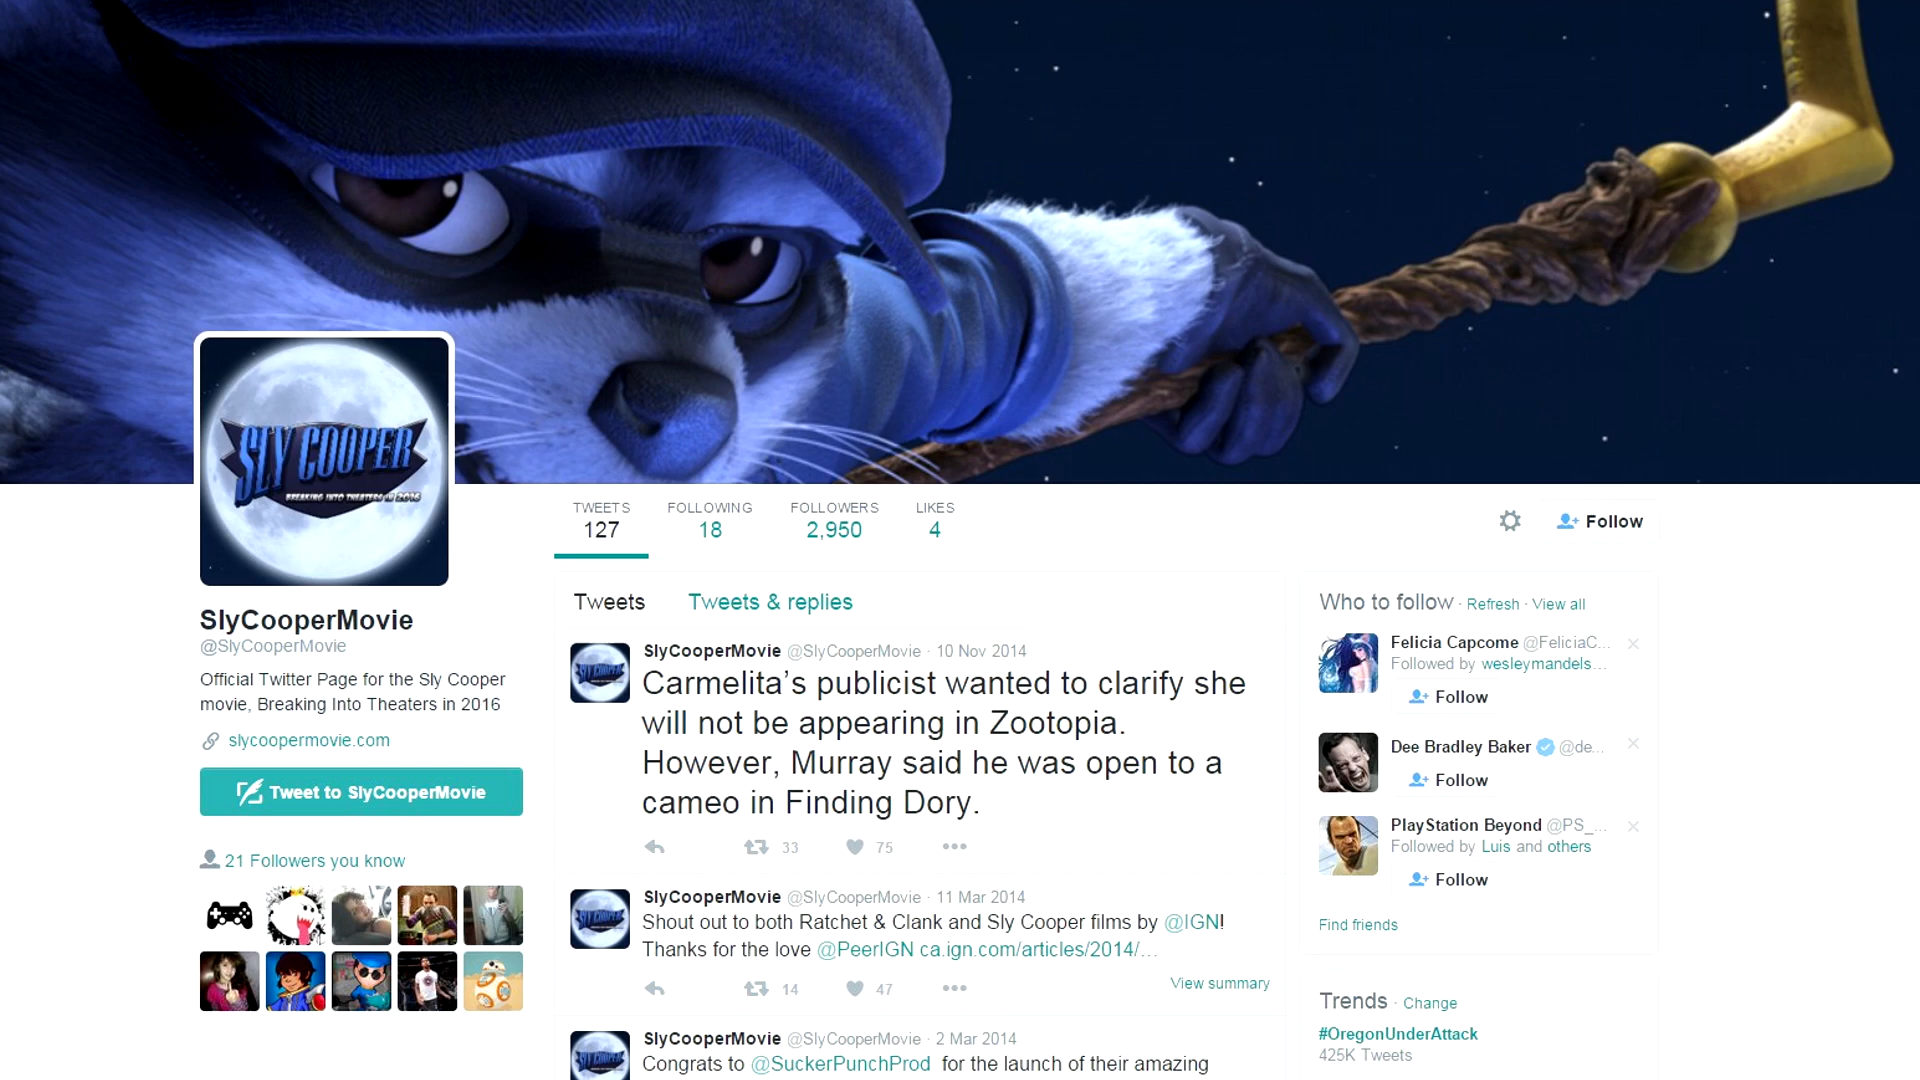 SLY COOPER
BREAKING INTO THEATERS IN 2016
TWEETS
127
FOLLOWING
18
FOLLOWERS
2,950
LIKES
4
Follow
SlyCooperMovie
@SlyCooperMovie
Official Twitter Page for the Sly Cooper
movie, Breaking Into Theaters in 2016
slycoopermovie.com
Tweet to SlyCooperMovie
21 Followers you know
Tweets
Tweets & replies
SlyCooperMovie @SlyCooperMovie · 10 Nov 2014
Carmelita’s publicist wanted to clarify she
will not be appearing in Zootopia.
However, Murray said he was open to a
cameo in Finding Dory.
33
75
SlyCooperMovie @SlyCooperMovie · 11 Mar 2014
Shout out to both Ratchet & Clank and Sly Cooper films by @IGN!
Thanks for the love @PeerIGN ca.ign.com/articles/2014/…
14
47
View summary
SlyCooperMovie @SlyCooperMovie · 2 Mar 2014
Congrats to @SuckerPunchProd for the launch of their amazing
Who to follow · Refresh · View all
Felicia Capcome @FeliciaC...
Followed by wesleymandels...
Follow
Dee Bradley Baker @de...
Follow
PlayStation Beyond @PS_...
Followed by Luis and others
Follow
Find friends
Trends · Change
#OregonUnderAttack
425K Tweets